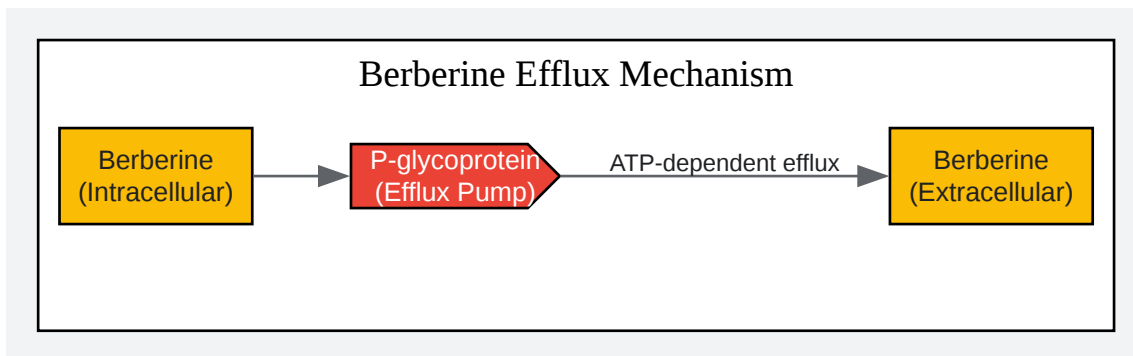 Berberine Efflux Mechanism
Berberine
(Intracellular)
P-glycoprotein
(Efflux Pump)
ATP-dependent efflux
Berberine
(Extracellular)